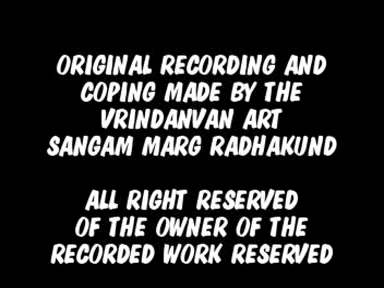 ORIGINAL RECORDING AND
COPING MADE BY THE
VRINDANVAN ART
SANGAM MARG RADHAKUND
ALL RIGHT RESERVED
OF THE OWNER OF THE
RECORDED WORK RESERVED